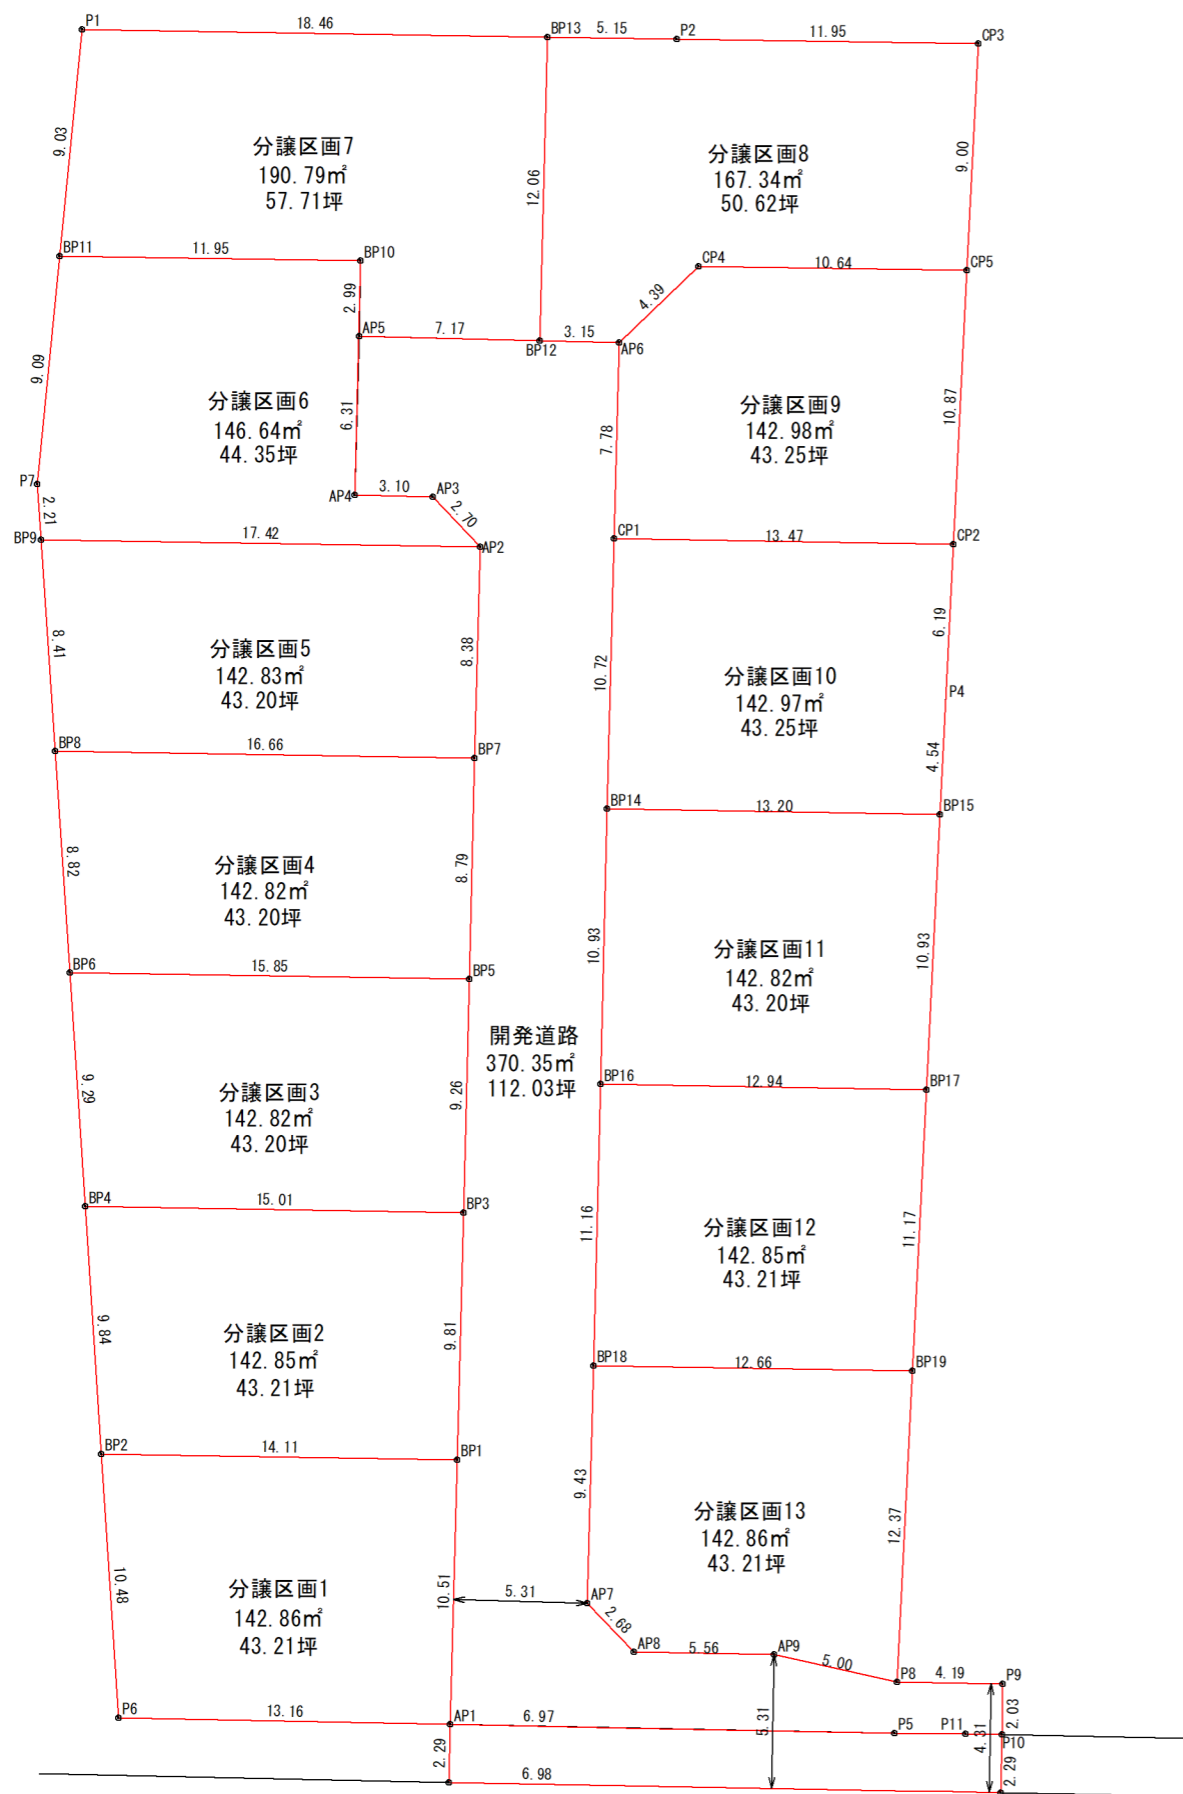 P1
18.46
BP13
5.15
P2
11.95
CP3
9.03
分譲区画7
190.79㎡
57.71坪
12.06
分譲区画8
167.34㎡
50.62坪
9.00
BP11
11.95
BP10
CP4
10.64
CP5
2.99
4.39
AP5
7.17
BP12
3.15
AP6
9.09
分譲区画6
146.64㎡
44.35坪
6.31
7.78
分譲区画9
142.98㎡
43.25坪
10.87
P7
AP4
3.10
AP3
2.21
2.70
BP9
17.42
AP2
CP1
13.47
CP2
8.41
分譲区画5
142.83㎡
43.20坪
8.38
10.72
分譲区画10
142.97㎡
43.25坪
6.19
P4
4.54
BP8
16.66
BP7
BP14
13.20
BP15
8.82
分譲区画4
142.82㎡
43.20坪
8.79
10.93
分譲区画11
142.82㎡
43.20坪
10.93
BP6
15.85
BP5
開発道路
370.35㎡
112.03坪
BP16
12.94
BP17
9.29
分譲区画3
142.82㎡
43.20坪
9.26
BP4
15.01
BP3
11.16
分譲区画12
142.85㎡
43.21坪
11.17
9.84
分譲区画2
142.85㎡
43.21坪
9.81
BP18
12.66
BP19
BP2
14.11
BP1
9.43
分譲区画13
142.86㎡
43.21坪
12.37
10.48
分譲区画1
142.86㎡
43.21坪
10.51
5.31
AP7
2.68
AP8
5.56
AP9
5.00
P8
4.19
P9
2.03
P6
13.16
AP1
6.97
5.31
P5
P11
4.31
P10
2.29
6.98
2.29